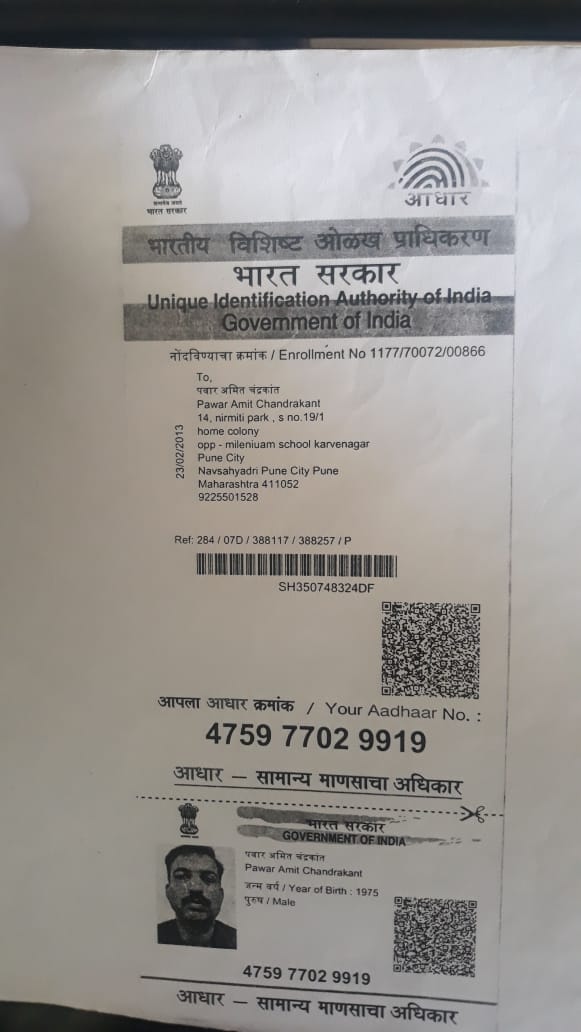 सत्यमेव जयते
भारत सरकार
आधार
भारतीय विशिष्ट ओळख प्राधिकरण
भारत सरकार
Unique Identification Authority of India
Government of India
नोंदविण्याचा क्रमांक / Enrollment No 1177/70072/00866
To,
पवार अमित चंद्रकांत
Pawar Amit Chandrakant
14, nirmiti park , s no.19/1
home colony
opp - mileniuam school karvenagar
Pune City
Navsahyadri Pune City Pune
Maharashtra 411052
9225501528
23/02/2013
Ref: 284 / 07D / 388117 / 388257 / P
SH350748324DF
आपला आधार क्रमांक / Your Aadhaar No. :
4759 7702 9919
आधार – सामान्य माणसाचा अधिकार
भारत सरकार
GOVERNMENT OF INDIA
पवार अमित चंद्रकांत
Pawar Amit Chandrakant
जन्म वर्ष / Year of Birth : 1975
पुरुष / Male
4759 7702 9919
आधार – सामान्य माणसाचा अधिकार